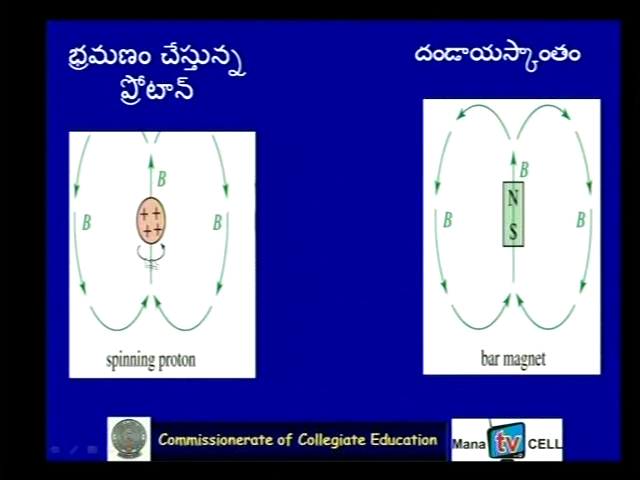 భ్రమణం చేస్తున్న
ప్రోటాన్
దండాయస్కాంతం
B
B
B
+ +
+ +
spinning proton
B
B
B
N
S
bar magnet
Commissionerate of Collegiate Education
Mana tv CELL